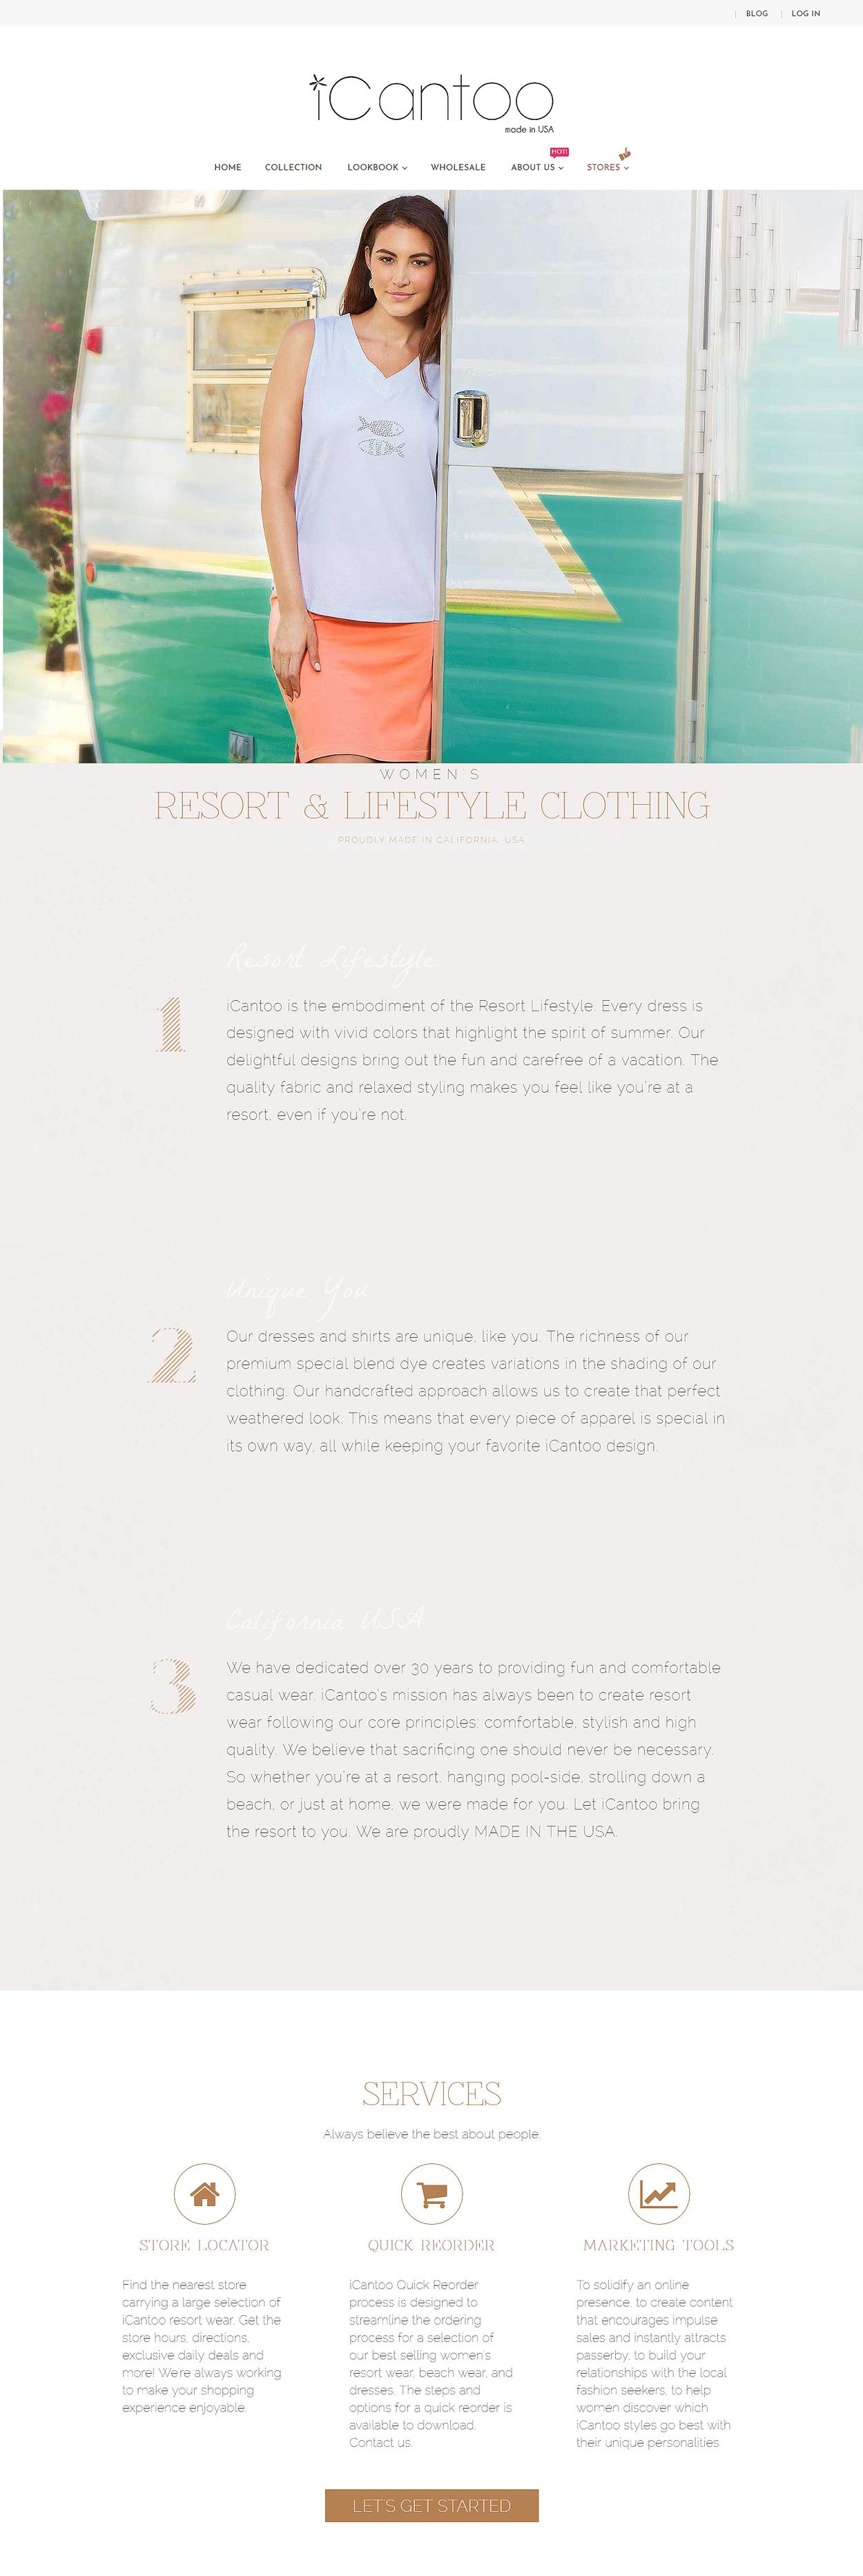 BLOG
LOG IN
iCantoo
made in USA
HOT!
HOME COLLECTION LOOKBOOK WHOLESALE ABOUT US STORES
WOMEN'S
RESORT & LIFESTYLE CLOTHING
PROUDLY MADE IN CALIFORNIA, USA
Resort Lifestyle
1
iCantoo is the embodiment of the Resort Lifestyle. Every dress is
designed with vivid colors that highlight the spirit of summer. Our
delightful designs bring out the fun and carefree of a vacation. The
quality fabric and relaxed styling makes you feel like you're at a
resort, even if you're not.
Unique You
2
Our dresses and shirts are unique, like you. The richness of our
premium special blend dye creates variations in the shading of our
clothing. Our handcrafted approach allows us to create that perfect
weathered look. This means that every piece of apparel is special in
its own way, all while keeping your favorite iCantoo design.
California USA
3
We have dedicated over 30 years to providing fun and comfortable
casual wear. iCantoo's mission has always been to create resort
wear following our core principles: comfortable, stylish and high
quality. We believe that sacrificing one should never be necessary.
So whether you're at a resort, hanging pool-side, strolling down a
beach, or just at home, we were made for you. Let iCantoo bring
the resort to you. We are proudly MADE IN THE USA.
SERVICES
Always believe the best about people.
STORE LOCATOR
Find the nearest store
carrying a large selection of
iCantoo resort wear. Get the
store hours, directions,
exclusive daily deals and
more! We're always working
to make your shopping
experience enjoyable.
QUICK REORDER
iCantoo Quick Reorder
process is designed to
streamline the ordering
process for a selection of
our best selling women's
resort wear, beach wear, and
dresses. The steps and
options for a quick reorder is
available to download.
Contact us.
MARKETING TOOLS
To solidify an online
presence, to create content
that encourages impulse
sales and instantly attracts
passerby, to build your
relationships with the local
fashion seekers, to help
women discover which
iCantoo styles go best with
their unique personalities
LET'S GET STARTED